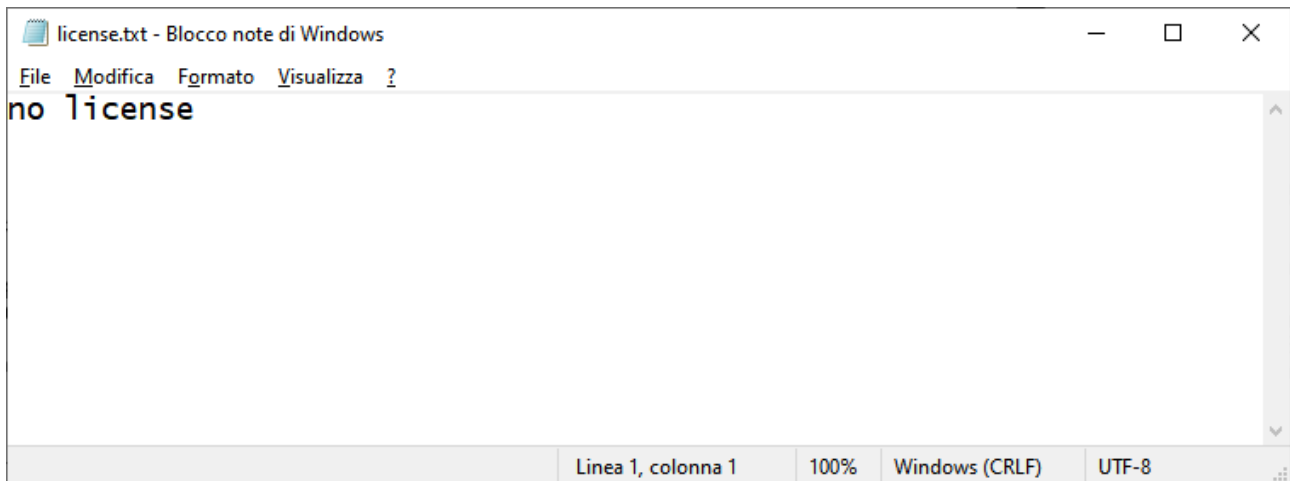 license.txt - Blocco note di Windows
File Modifica Formato Visualizza ?
no license
Linea 1, colonna 1 100% Windows (CRLF) UTF-8